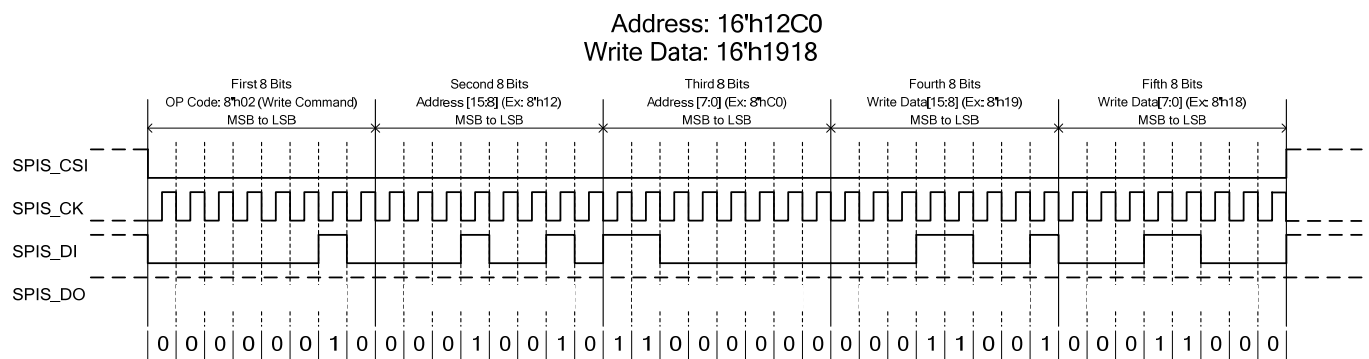 Address: 16'h12C0
Write Data: 16'h1918
First 8 Bits
OP Code: 8'h02 (Write Command)
MSB to LSB
Second 8 Bits
Address [15:8] (Ex: 8'h12)
MSB to LSB
Third 8 Bits
Address [7:0] (Ex: 8'hC0)
MSB to LSB
Fourth 8 Bits
Write Data[15:8] (Ex: 8'h19)
MSB to LSB
Fifth 8 Bits
Write Data[7:0] (Ex: 8'h18)
MSB to LSB
SPIS_CSI
SPIS_CK
SPIS_DI
SPIS_DO
0 0 0 0 0 0 1 0 0 0 0 1 0 0 1 0 1 1 0 0 0 0 0 0 0 0 0 1 1 0 0 1 0 0 0 1 1 0 0 0